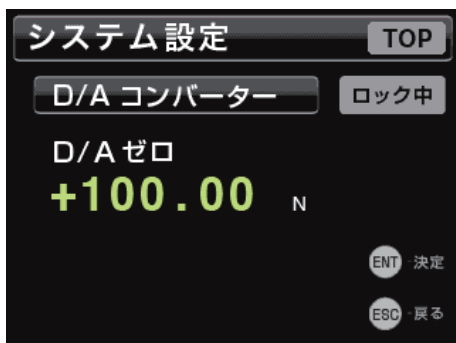 システム設定 TOP
D/A コンバーター ロック中
D/Aゼロ
+100.00 N
ENT -決定
ESC -戻る